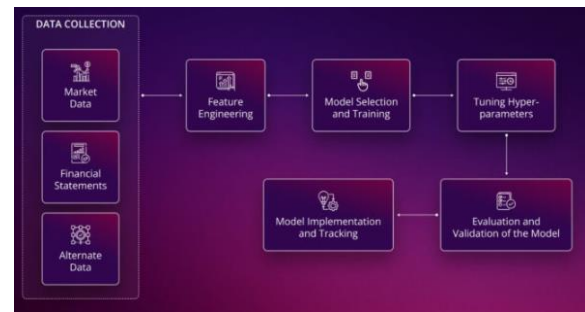 DATA COLLECTION
Market
Data
Financial
Statements
Alternate
Data
Feature
Engineering
Model Selection
and Training
Tuning Hyper-
parameters
Evaluation and
Validation of the Model
Model Implementation
and Tracking